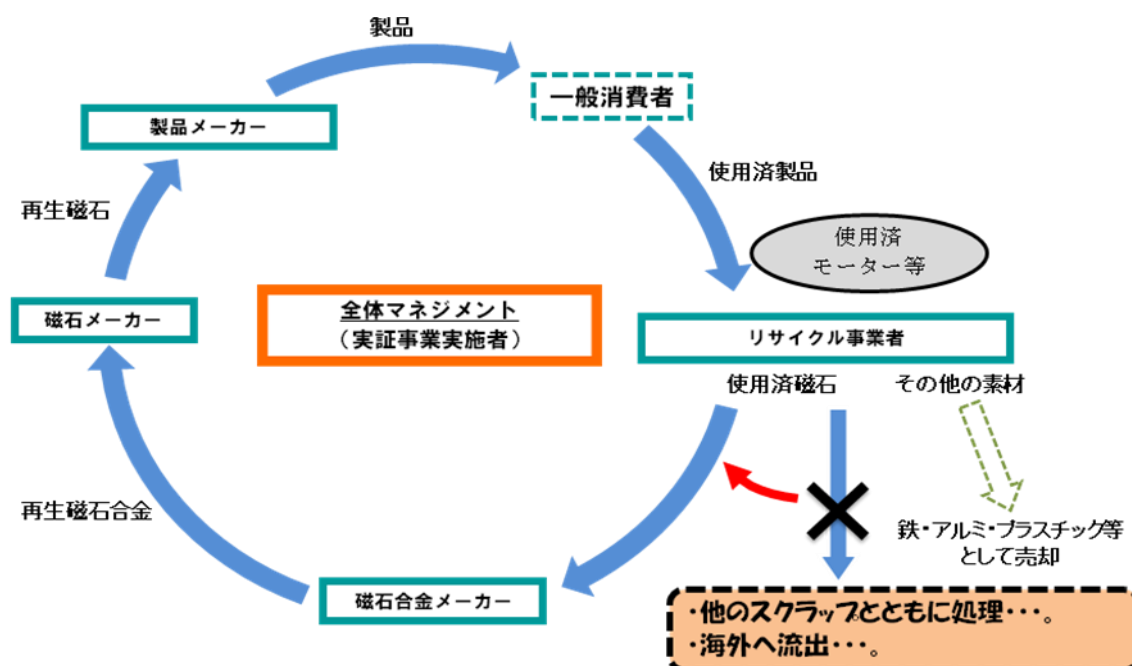 製品
一般消費者
製品メーカー
使用済製品
再生磁石
使用済
モーター等
磁石メーカー
全体マネジメント
（実証事業実施者）
リサイクル事業者
使用済磁石
その他の素材
再生磁石合金
鉄・アルミ・プラスチック等
として売却
磁石合金メーカー
・他のスクラップとともに処理・・・。
・海外へ流出・・・。